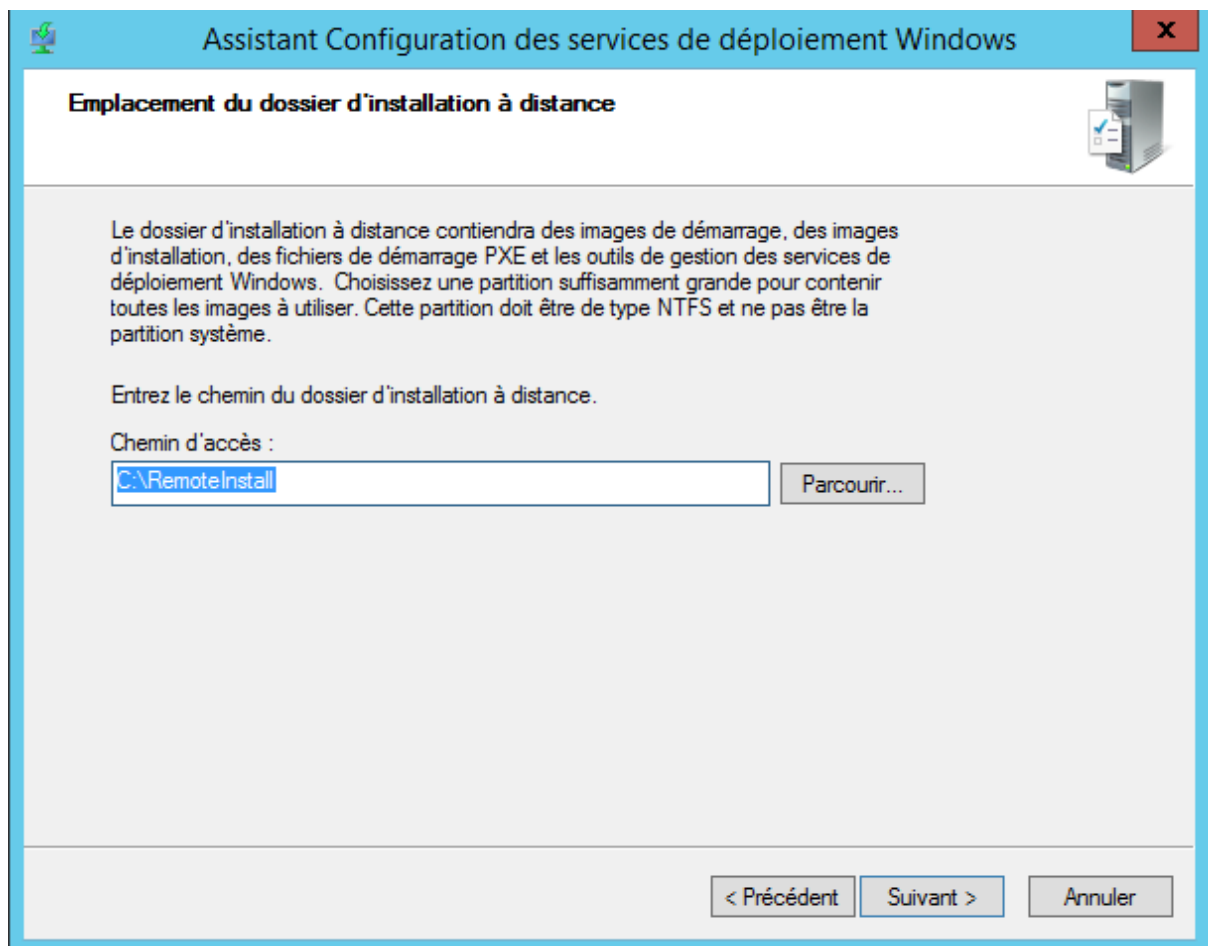 Assistant Configuration des services de déploiement Windows
x
Emplacement du dossier d'installation à distance
Le dossier d'installation à distance contiendra des images de démarrage, des images
d'installation, des fichiers de démarrage PXE et les outils de gestion des services de
déploiement Windows.  Choisissez une partition suffisamment grande pour contenir
toutes les images à utiliser. Cette partition doit être de type NTFS et ne pas être la
partition système.
Entrez le chemin du dossier d'installation à distance.
Chemin d'accès :
C:\RemoteInstall
Parcourir...
< Précédent
Suivant >
Annuler